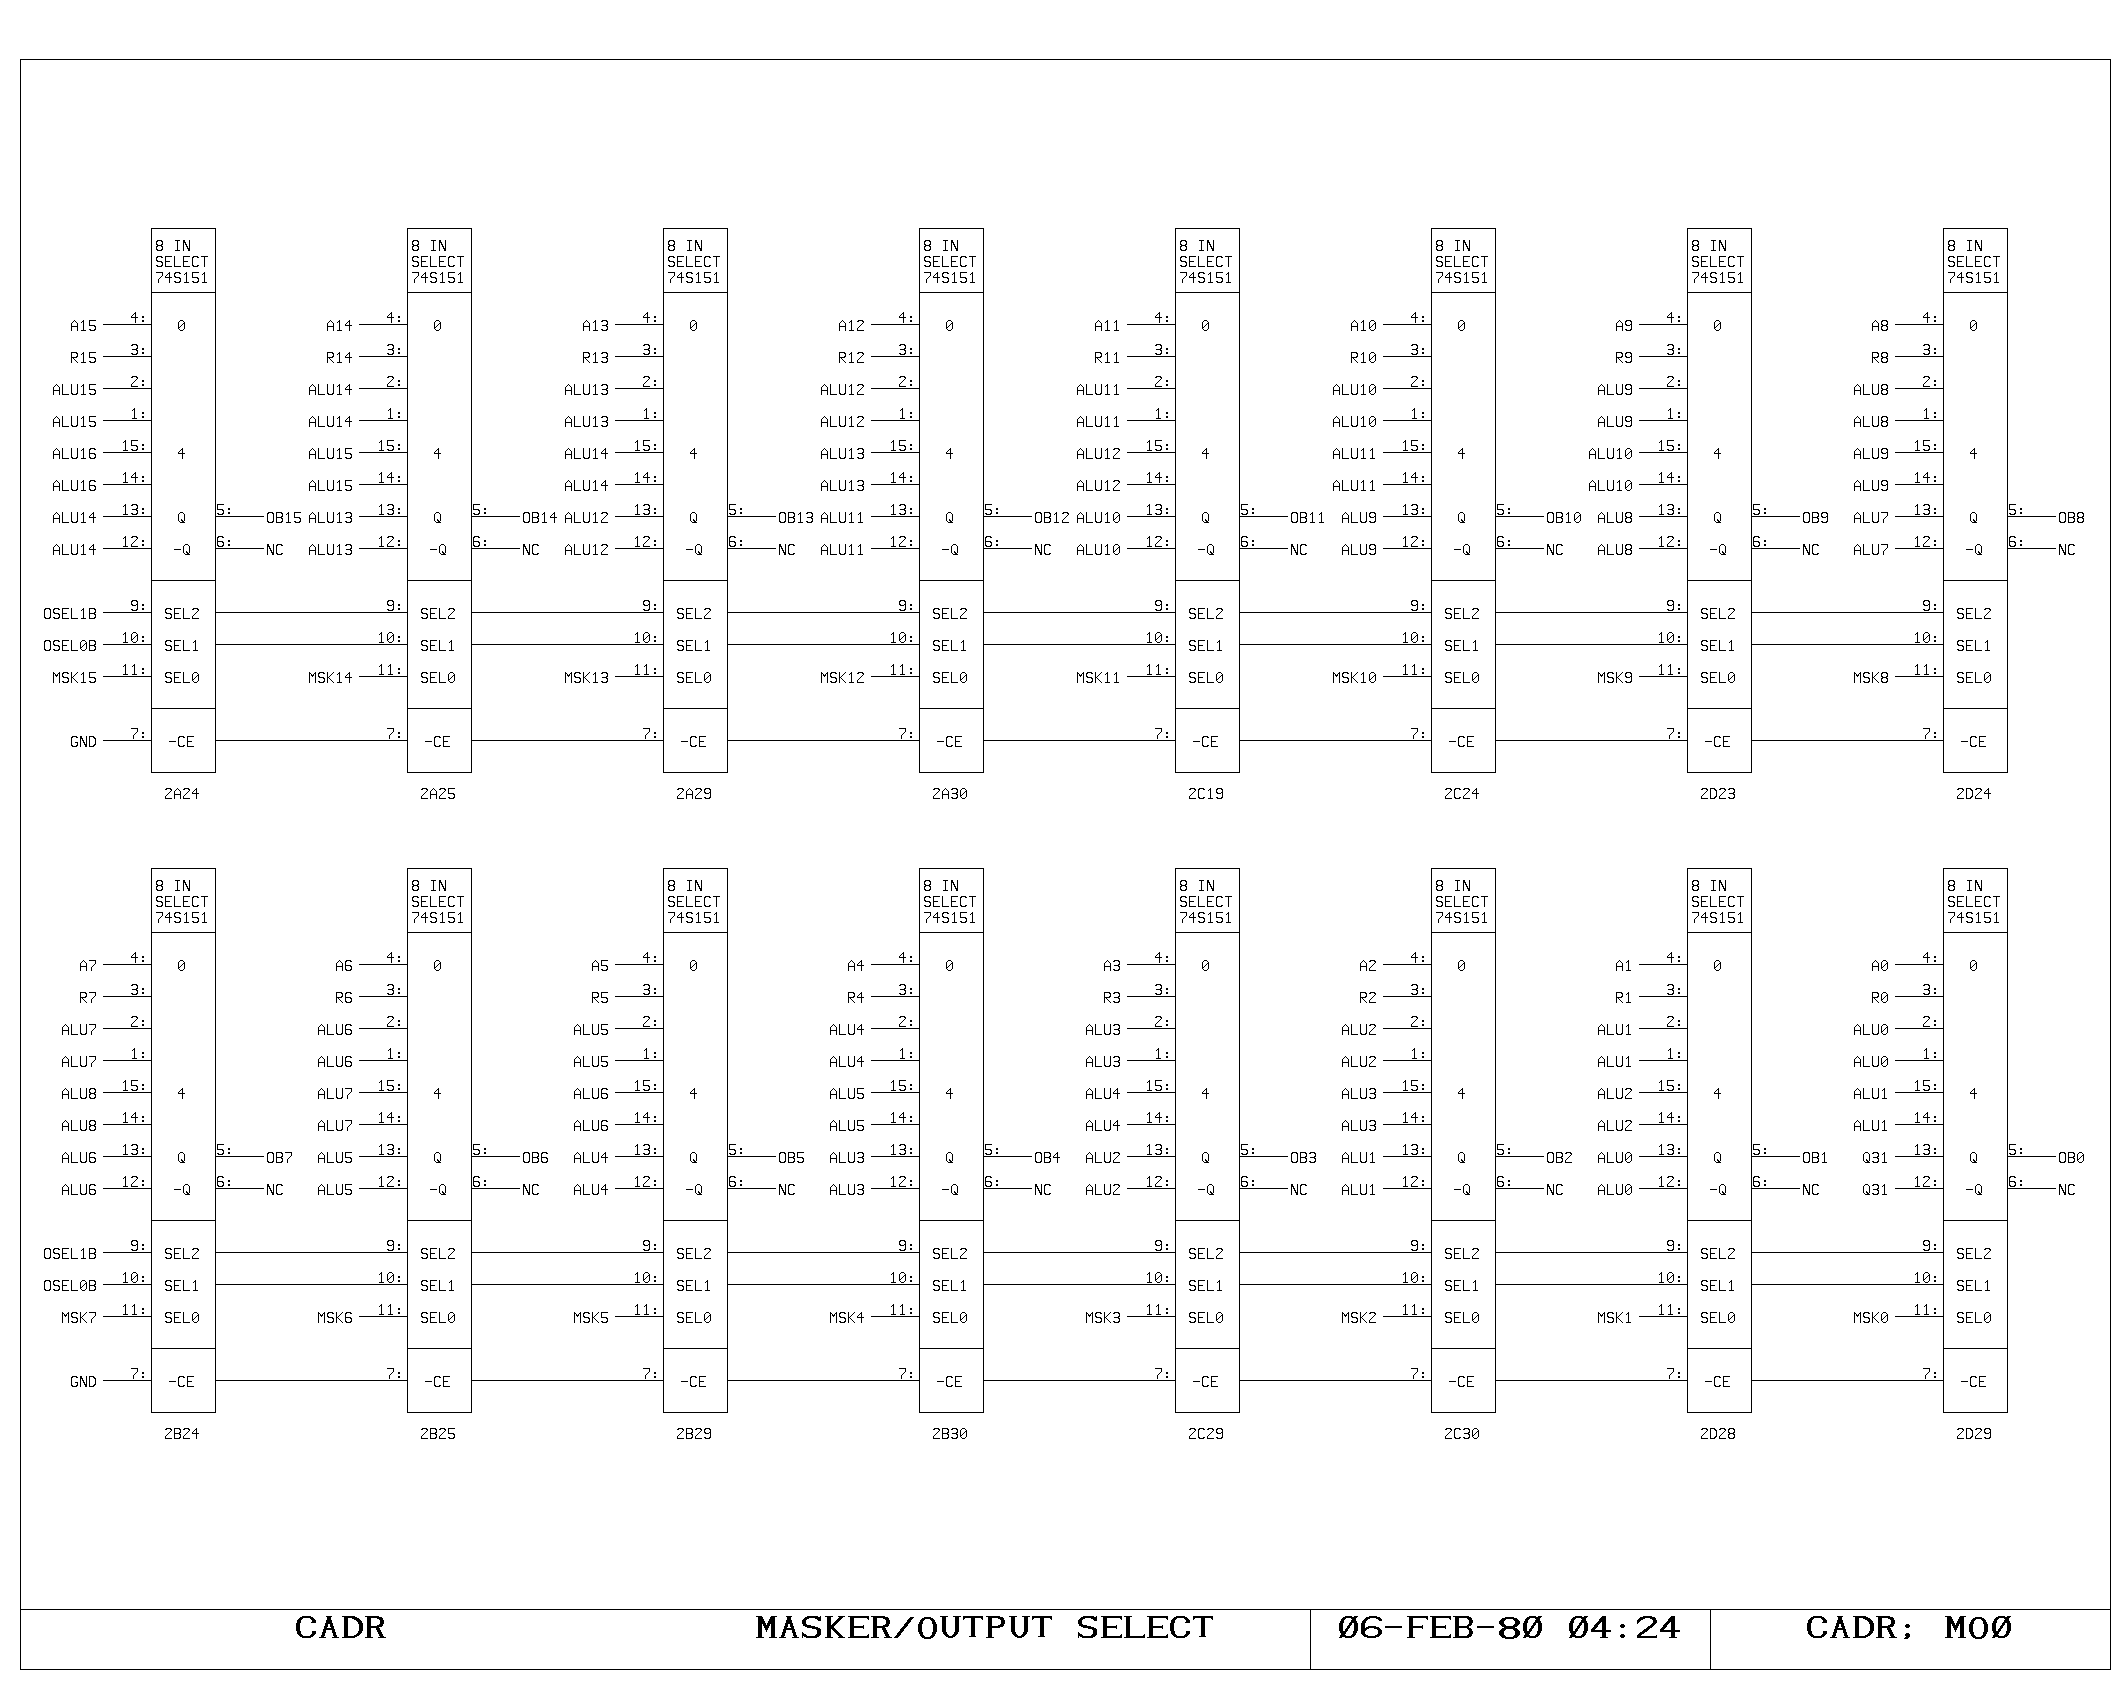 8 IN 8 IN 8 IN 8 IN 8 IN 8 IN 8 IN 8 IN
SELECT SELECT SELECT SELECT SELECT SELECT SELECT SELECT
74S151 74S151 74S151 74S151 74S151 74S151 74S151 74S151
A15 4: 0 A14 4: 0 A13 4: 0 A12 4: 0 A11 4: 0 A10 4: 0 A9 4: 0 A8 4: 0
R15 3: R14 3: R13 3: R12 3: R11 3: R10 3: R9 3: R8 3:
ALU15 2: ALU14 2: ALU13 2: ALU12 2: ALU11 2: ALU10 2: ALU9 2: ALU8 2:
ALU15 1: ALU14 1: ALU13 1: ALU12 1: ALU11 1: ALU10 1: ALU9 1: ALU8 1:
ALU16 15: 4 ALU15 15: 4 ALU14 15: 4 ALU13 15: 4 ALU12 15: 4 ALU11 15: 4 ALU10 15: 4 ALU9 15: 4
ALU16 14: ALU15 14: ALU14 14: ALU13 14: ALU12 14: ALU11 14: ALU10 14: ALU9 14:
ALU14 13: Q 5: OB15 ALU13 13: Q 5: OB14 ALU12 13: Q 5: OB13 ALU11 13: Q 5: OB12 ALU10 13: Q 5: OB11 ALU9 13: Q 5: OB10 ALU8 13: Q 5: OB9 ALU7 13: Q 5: OB8
ALU14 12: -Q 6: NC ALU13 12: -Q 6: NC ALU12 12: -Q 6: NC ALU11 12: -Q 6: NC ALU10 12: -Q 6: NC ALU9 12: -Q 6: NC ALU8 12: -Q 6: NC ALU7 12: -Q 6: NC
OSEL1B 9: SEL2 9: SEL2 9: SEL2 9: SEL2 9: SEL2 9: SEL2 9: SEL2 9: SEL2
OSEL0B 10: SEL1 10: SEL1 10: SEL1 10: SEL1 10: SEL1 10: SEL1 10: SEL1 10: SEL1
MSK15 11: SEL0 MSK14 11: SEL0 MSK13 11: SEL0 MSK12 11: SEL0 MSK11 11: SEL0 MSK10 11: SEL0 MSK9 11: SEL0 MSK8 11: SEL0
GND 7: -CE 7: -CE 7: -CE 7: -CE 7: -CE 7: -CE 7: -CE 7: -CE
2A24 2A25 2A29 2A30 2C19 2C24 2D23 2D24
8 IN 8 IN 8 IN 8 IN 8 IN 8 IN 8 IN 8 IN
SELECT SELECT SELECT SELECT SELECT SELECT SELECT SELECT
74S151 74S151 74S151 74S151 74S151 74S151 74S151 74S151
A7 4: 0 A6 4: 0 A5 4: 0 A4 4: 0 A3 4: 0 A2 4: 0 A1 4: 0 A0 4: 0
R7 3: R6 3: R5 3: R4 3: R3 3: R2 3: R1 3: R0 3:
ALU7 2: ALU6 2: ALU5 2: ALU4 2: ALU3 2: ALU2 2: ALU1 2: ALU0 2:
ALU7 1: ALU6 1: ALU5 1: ALU4 1: ALU3 1: ALU2 1: ALU1 1: ALU0 1:
ALU8 15: 4 ALU7 15: 4 ALU6 15: 4 ALU5 15: 4 ALU4 15: 4 ALU3 15: 4 ALU2 15: 4 ALU1 15: 4
ALU8 14: ALU7 14: ALU6 14: ALU5 14: ALU4 14: ALU3 14: ALU2 14: ALU1 14:
ALU6 13: Q 5: OB7 ALU5 13: Q 5: OB6 ALU4 13: Q 5: OB5 ALU3 13: Q 5: OB4 ALU2 13: Q 5: OB3 ALU1 13: Q 5: OB2 ALU0 13: Q 5: OB1 Q31 13: Q 5: OB0
ALU6 12: -Q 6: NC ALU5 12: -Q 6: NC ALU4 12: -Q 6: NC ALU3 12: -Q 6: NC ALU2 12: -Q 6: NC ALU1 12: -Q 6: NC ALU0 12: -Q 6: NC Q31 12: -Q 6: NC
OSEL1B 9: SEL2 9: SEL2 9: SEL2 9: SEL2 9: SEL2 9: SEL2 9: SEL2 9: SEL2
OSEL0B 10: SEL1 10: SEL1 10: SEL1 10: SEL1 10: SEL1 10: SEL1 10: SEL1 10: SEL1
MSK7 11: SEL0 MSK6 11: SEL0 MSK5 11: SEL0 MSK4 11: SEL0 MSK3 11: SEL0 MSK2 11: SEL0 MSK1 11: SEL0 MSK0 11: SEL0
GND 7: -CE 7: -CE 7: -CE 7: -CE 7: -CE 7: -CE 7: -CE 7: -CE
2B24 2B25 2B29 2B30 2C29 2C30 2D28 2D29
CADR MASKER/OUTPUT SELECT 06-FEB-80 04:24 CADR; MO0